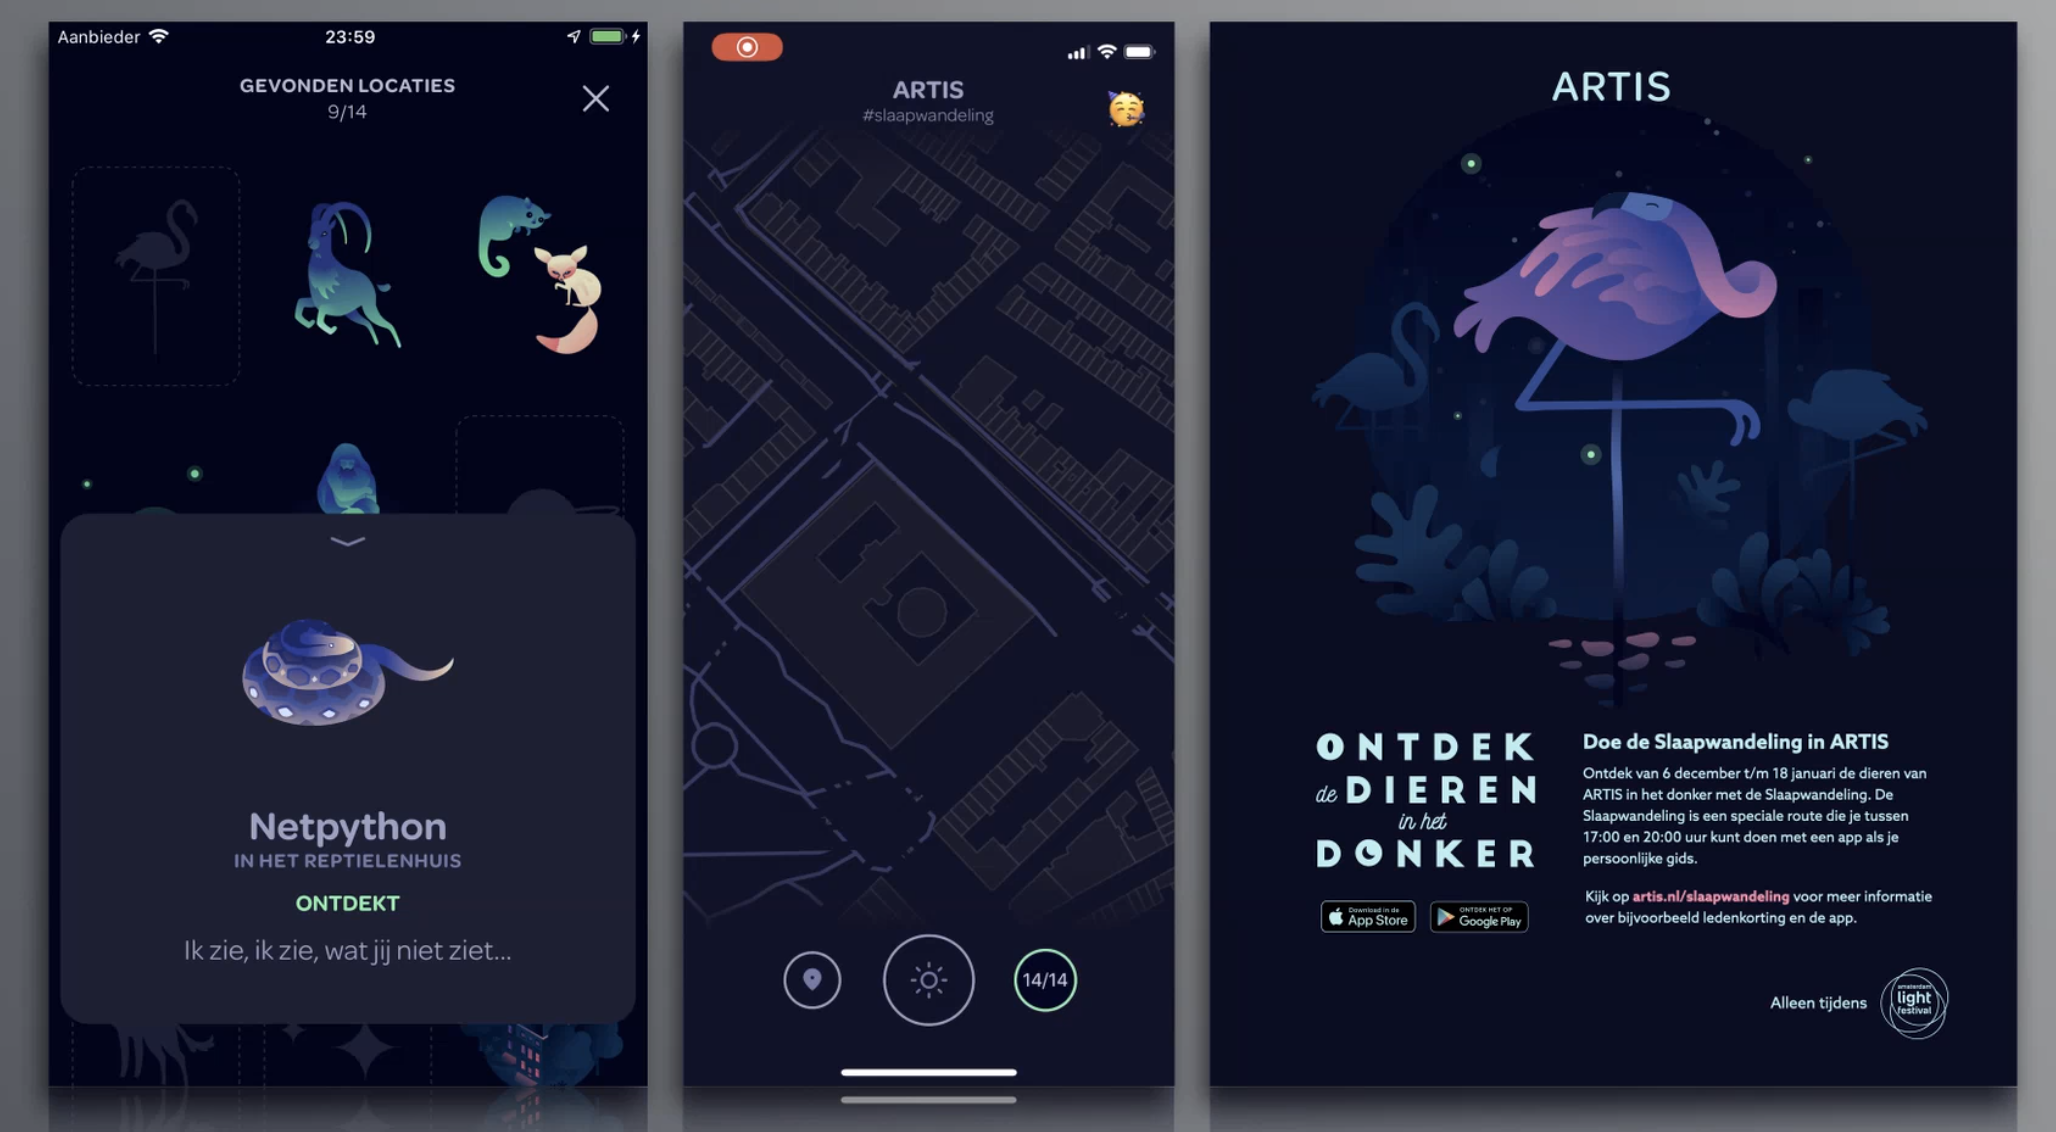 Aanbieder
23:59
GEVONDEN LOCATIES
9/14
Netpython
IN HET REPTIELENHUIS
ONTDEKT
Ik zie, ik zie, wat jij niet ziet...
ARTIS
#slaapwandeling
14/14
ARTIS
ONTDEK
de DIEREN
in het
DONKER
Download in de
App Store
ONTDEK HET OP
Google Play
Doe de Slaapwandeling in ARTIS
Ontdek van 6 december t/m 18 januari de dieren van
ARTIS in het donker met de Slaapwandeling. De
Slaapwandeling is een speciale route die je tussen
17:00 en 20:00 uur kunt doen met een app als je
persoonlijke gids.
Kijk op artis.nl/slaapwandeling voor meer informatie
over bijvoorbeeld ledenkorting en de app.
Alleen tijdens
amsterdam
light
festival